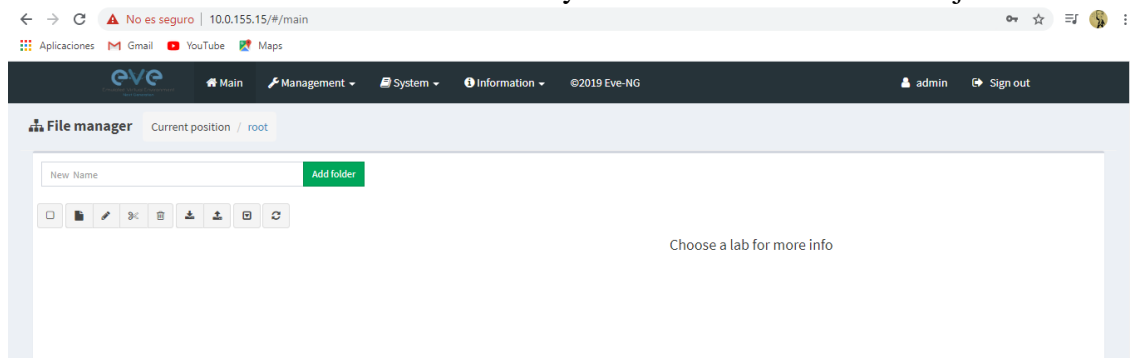 No es seguro | 10.0.155.15/#/main
Aplicaciones Gmail YouTube Maps
eve Main Management System Information ©2019 Eve-NG admin Sign out
File manager Current position / root
New Name Add folder
Choose a lab for more info